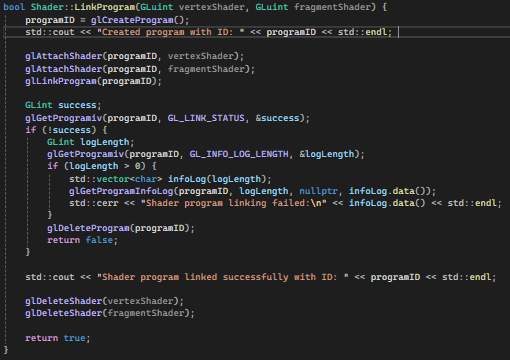 bool Shader::LinkProgram(GLuint vertexShader, GLuint fragmentShader) {
programID = glCreateProgram();
std::cout << "Created program with ID: " << programID << std::endl;
glAttachShader(programID, vertexShader);
glAttachShader(programID, fragmentShader);
glLinkProgram(programID);
GLint success;
glGetProgramiv(programID, GL_LINK_STATUS, &success);
if (!success) {
GLint logLength;
glGetProgramiv(programID, GL_INFO_LOG_LENGTH, &logLength);
if (logLength > 0) {
std::vector<char> infoLog(logLength);
glGetProgramInfoLog(programID, logLength, nullptr, infoLog.data());
std::cerr << "Shader program linking failed:\n" << infoLog.data() << std::endl;
}
glDeleteProgram(programID);
return false;
}
std::cout << "Shader program linked successfully with ID: " << programID << std::endl;
glDeleteShader(vertexShader);
glDeleteShader(fragmentShader);
return true;
}